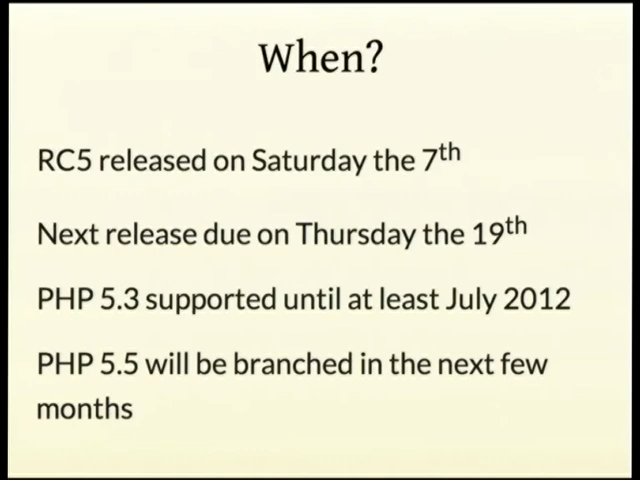 When?
RC5 released on Saturday the 7th
Next release due on Thursday the 19th
PHP 5.3 supported until at least July 2012
PHP 5.5 will be branched in the next few
months